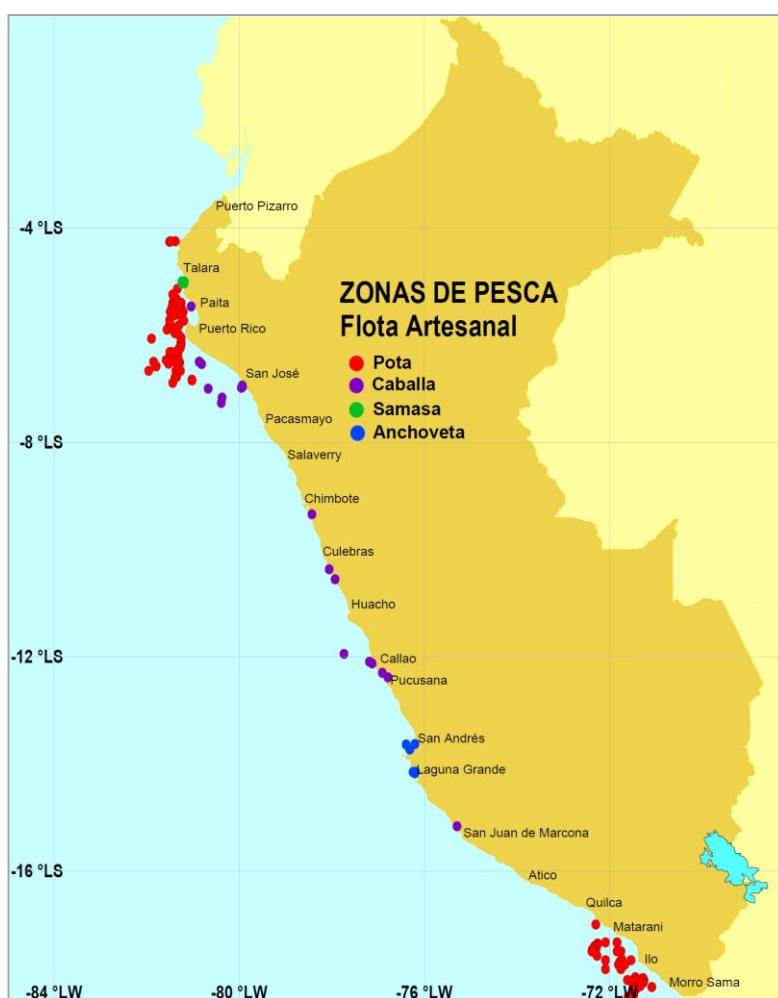 Puerto Pizarro
-4 °LS
Talara
ZONAS DE PESCA
Flota Artesanal
Paita
Puerto Rico
Pota
Caballa
Samasa
Anchoveta
San José
Pacasmayo
-8 °LS
Salaverry
Chimbote
Culebras
Huacho
-12 °LS
Callao
Pucusana
San Andrés
Laguna Grande
San Juan de Marcona
-16 °LS
Atico
Quilca
Matarani
Ilo
Morro Sama
-84 °LW
-80 °LW
-76 °LW
-72 °LW